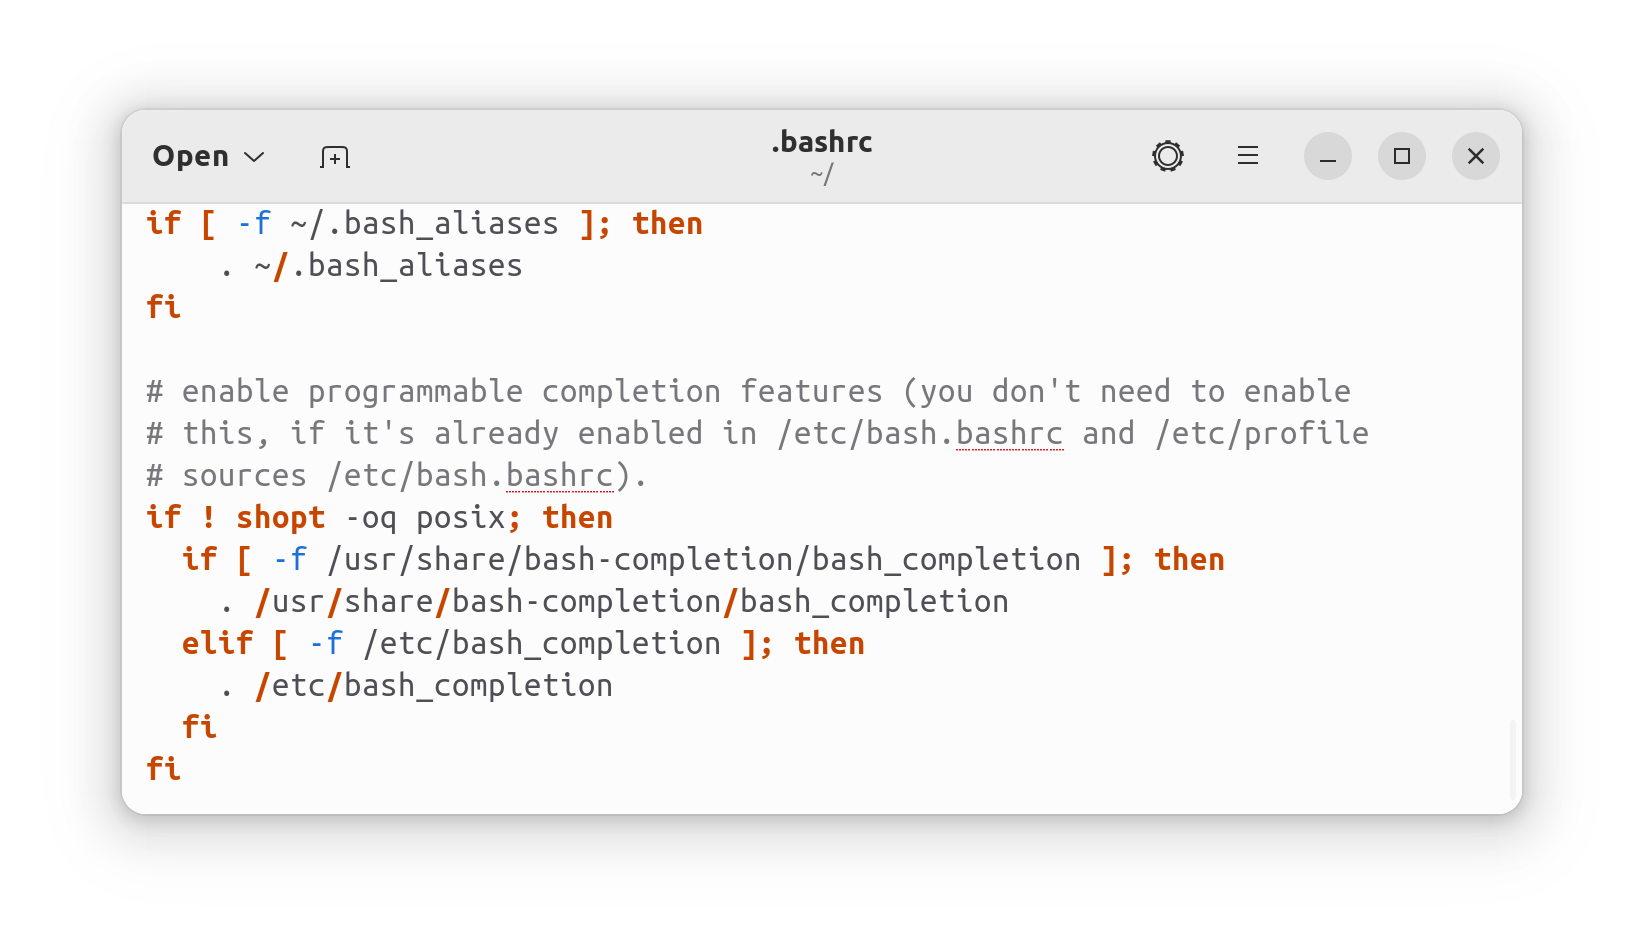 Open
.bashrc
~/
if [ -f ~/.bash_aliases ]; then
    . ~/.bash_aliases
fi

# enable programmable completion features (you don't need to enable
# this, if it's already enabled in /etc/bash.bashrc and /etc/profile
# sources /etc/bash.bashrc).
if ! shopt -oq posix; then
  if [ -f /usr/share/bash-completion/bash_completion ]; then
    . /usr/share/bash-completion/bash_completion
  elif [ -f /etc/bash_completion ]; then
    . /etc/bash_completion
  fi
fi